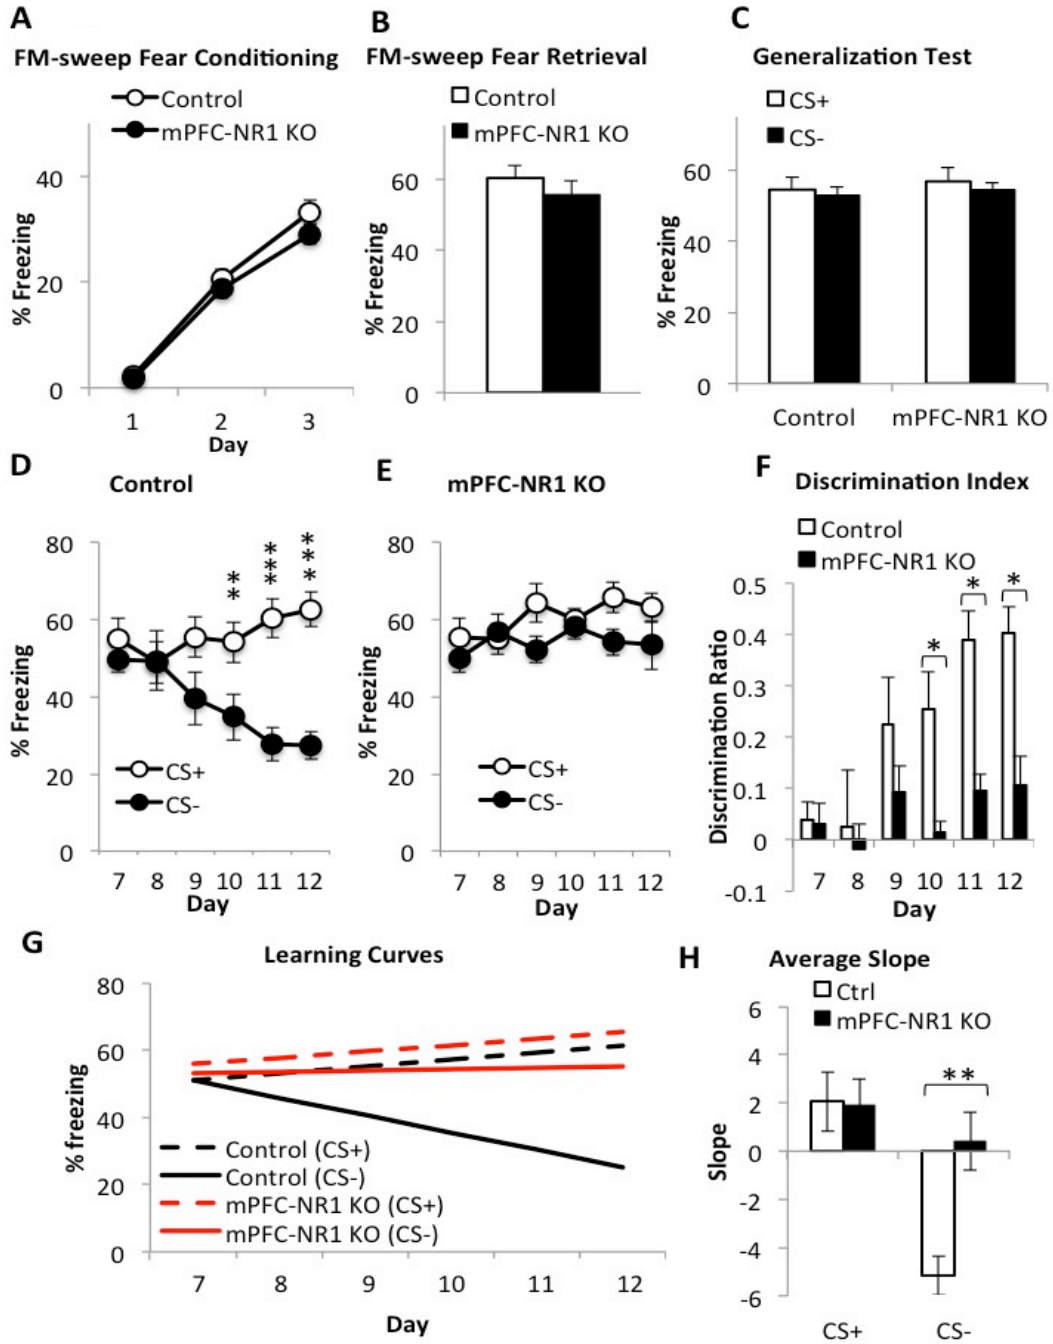 A
FM-sweep Fear Conditioning
Control
mPFC-NR1 KO
% Freezing
40
20
0
1 2 3
Day
B
FM-sweep Fear Retrieval
Control
mPFC-NR1 KO
% Freezing
60
40
20
0
C
Generalization Test
CS+
CS-
% Freezing
60
40
20
0
Control mPFC-NR1 KO
D
Control
% Freezing
80
60
40
20
0
**
***
***
CS+
CS-
7 8 9 10 11 12
Day
E
mPFC-NR1 KO
% Freezing
80
60
40
20
0
CS+
CS-
7 8 9 10 11 12
Day
F
Discrimination Index
Control
mPFC-NR1 KO
Discrimination Ratio
0.5
0.4
0.3
0.2
0.1
0
-0.1
* * *
7 8 9 10 11 12
Day
G
Learning Curves
% freezing
80
60
40
20
0
Control (CS+)
Control (CS-)
mPFC-NR1 KO (CS+)
mPFC-NR1 KO (CS-)
7 8 9 10 11 12
Day
H
Average Slope
Ctrl
mPFC-NR1 KO
Slope
6
4
2
0
-2
-4
-6
**
CS+ CS-